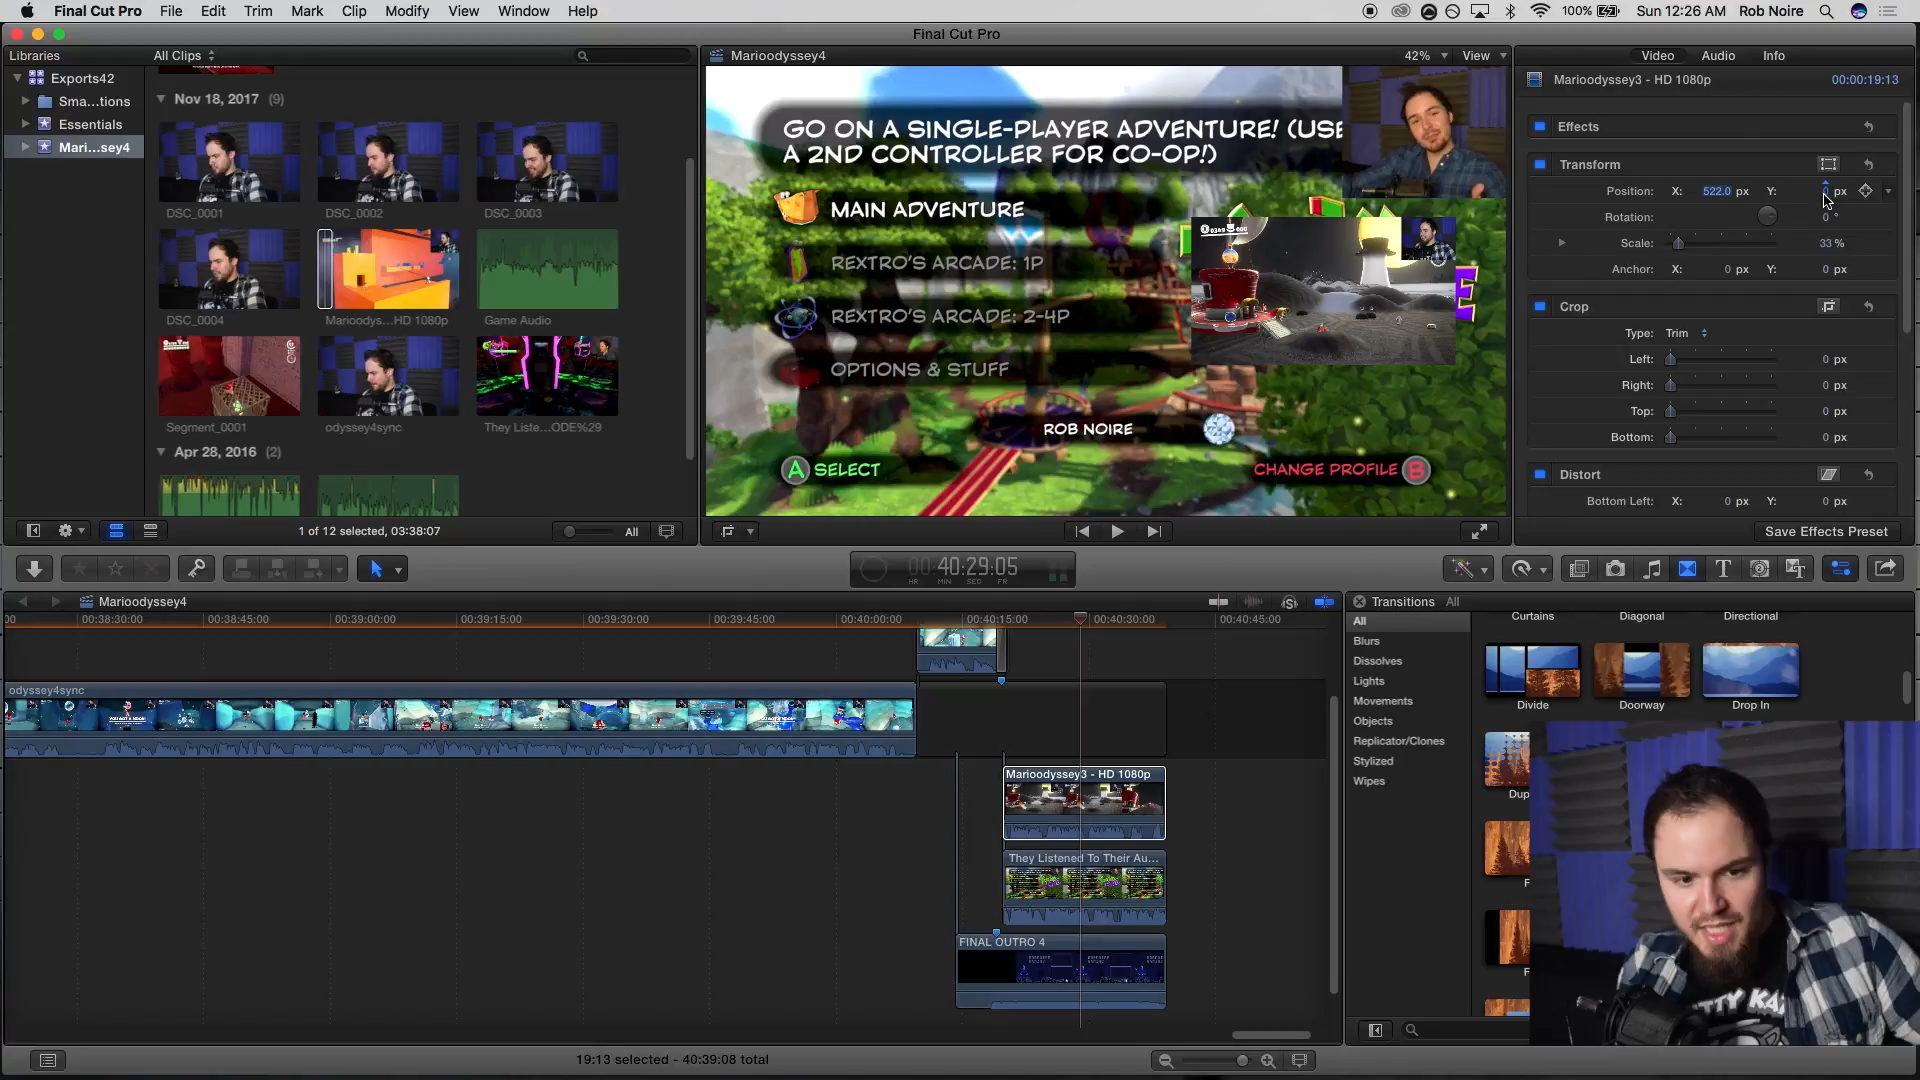 Final Cut Pro File Edit Trim Mark Clip Modify View Window Help
100% Sun 12:26 AM Rob Noire
Final Cut Pro
Libraries
All Clips
Exports42
Sma...tions
Essentials
Mari...sey4
Nov 18, 2017 (9)
DSC_0001 DSC_0002 DSC_0003
DSC_0004 Marioodys...HD 1080p Game Audio
Segment_0001 odyssey4sync They Liste...ODE%29
Apr 28, 2016 (2)
1 of 12 selected, 03:38:07
All
Marioodyssey4
42% View
GO ON A SINGLE-PLAYER ADVENTURE! (USE
A 2ND CONTROLLER FOR CO-OP!)
MAIN ADVENTURE
REXTRO'S ARCADE: 1P
REXTRO'S ARCADE: 2-4P
OPTIONS & STUFF
ROB NOIRE
A SELECT
CHANGE PROFILE B
Video Audio Info
Marioodyssey3 - HD 1080p 00:00:19:13
Effects
Transform
Position: X: 522.0 px Y: 0 px
Rotation: 0 °
Scale: 33 %
Anchor: X: 0 px Y: 0 px
Crop
Type: Trim
Left: 0 px
Right: 0 px
Top: 0 px
Bottom: 0 px
Distort
Bottom Left: X: 0 px Y: 0 px
Save Effects Preset
00:40:29:05
HR MIN SEC FR
Marioodyssey4
00:38:30:00 00:38:45:00 00:39:00:00 00:39:15:00 00:39:30:00 00:39:45:00 00:40:00:00 00:40:15:00 00:40:30:00 00:40:45:00
odyssey4sync
Marioodyssey3 - HD 1080p
They Listened To Their Au...
FINAL OUTRO 4
Transitions All
All
Blurs
Dissolves
Lights
Movements
Objects
Replicator/Clones
Stylized
Wipes
Curtains Diagonal Directional
Divide Doorway Drop In
Dup
19:13 selected - 40:39:08 total